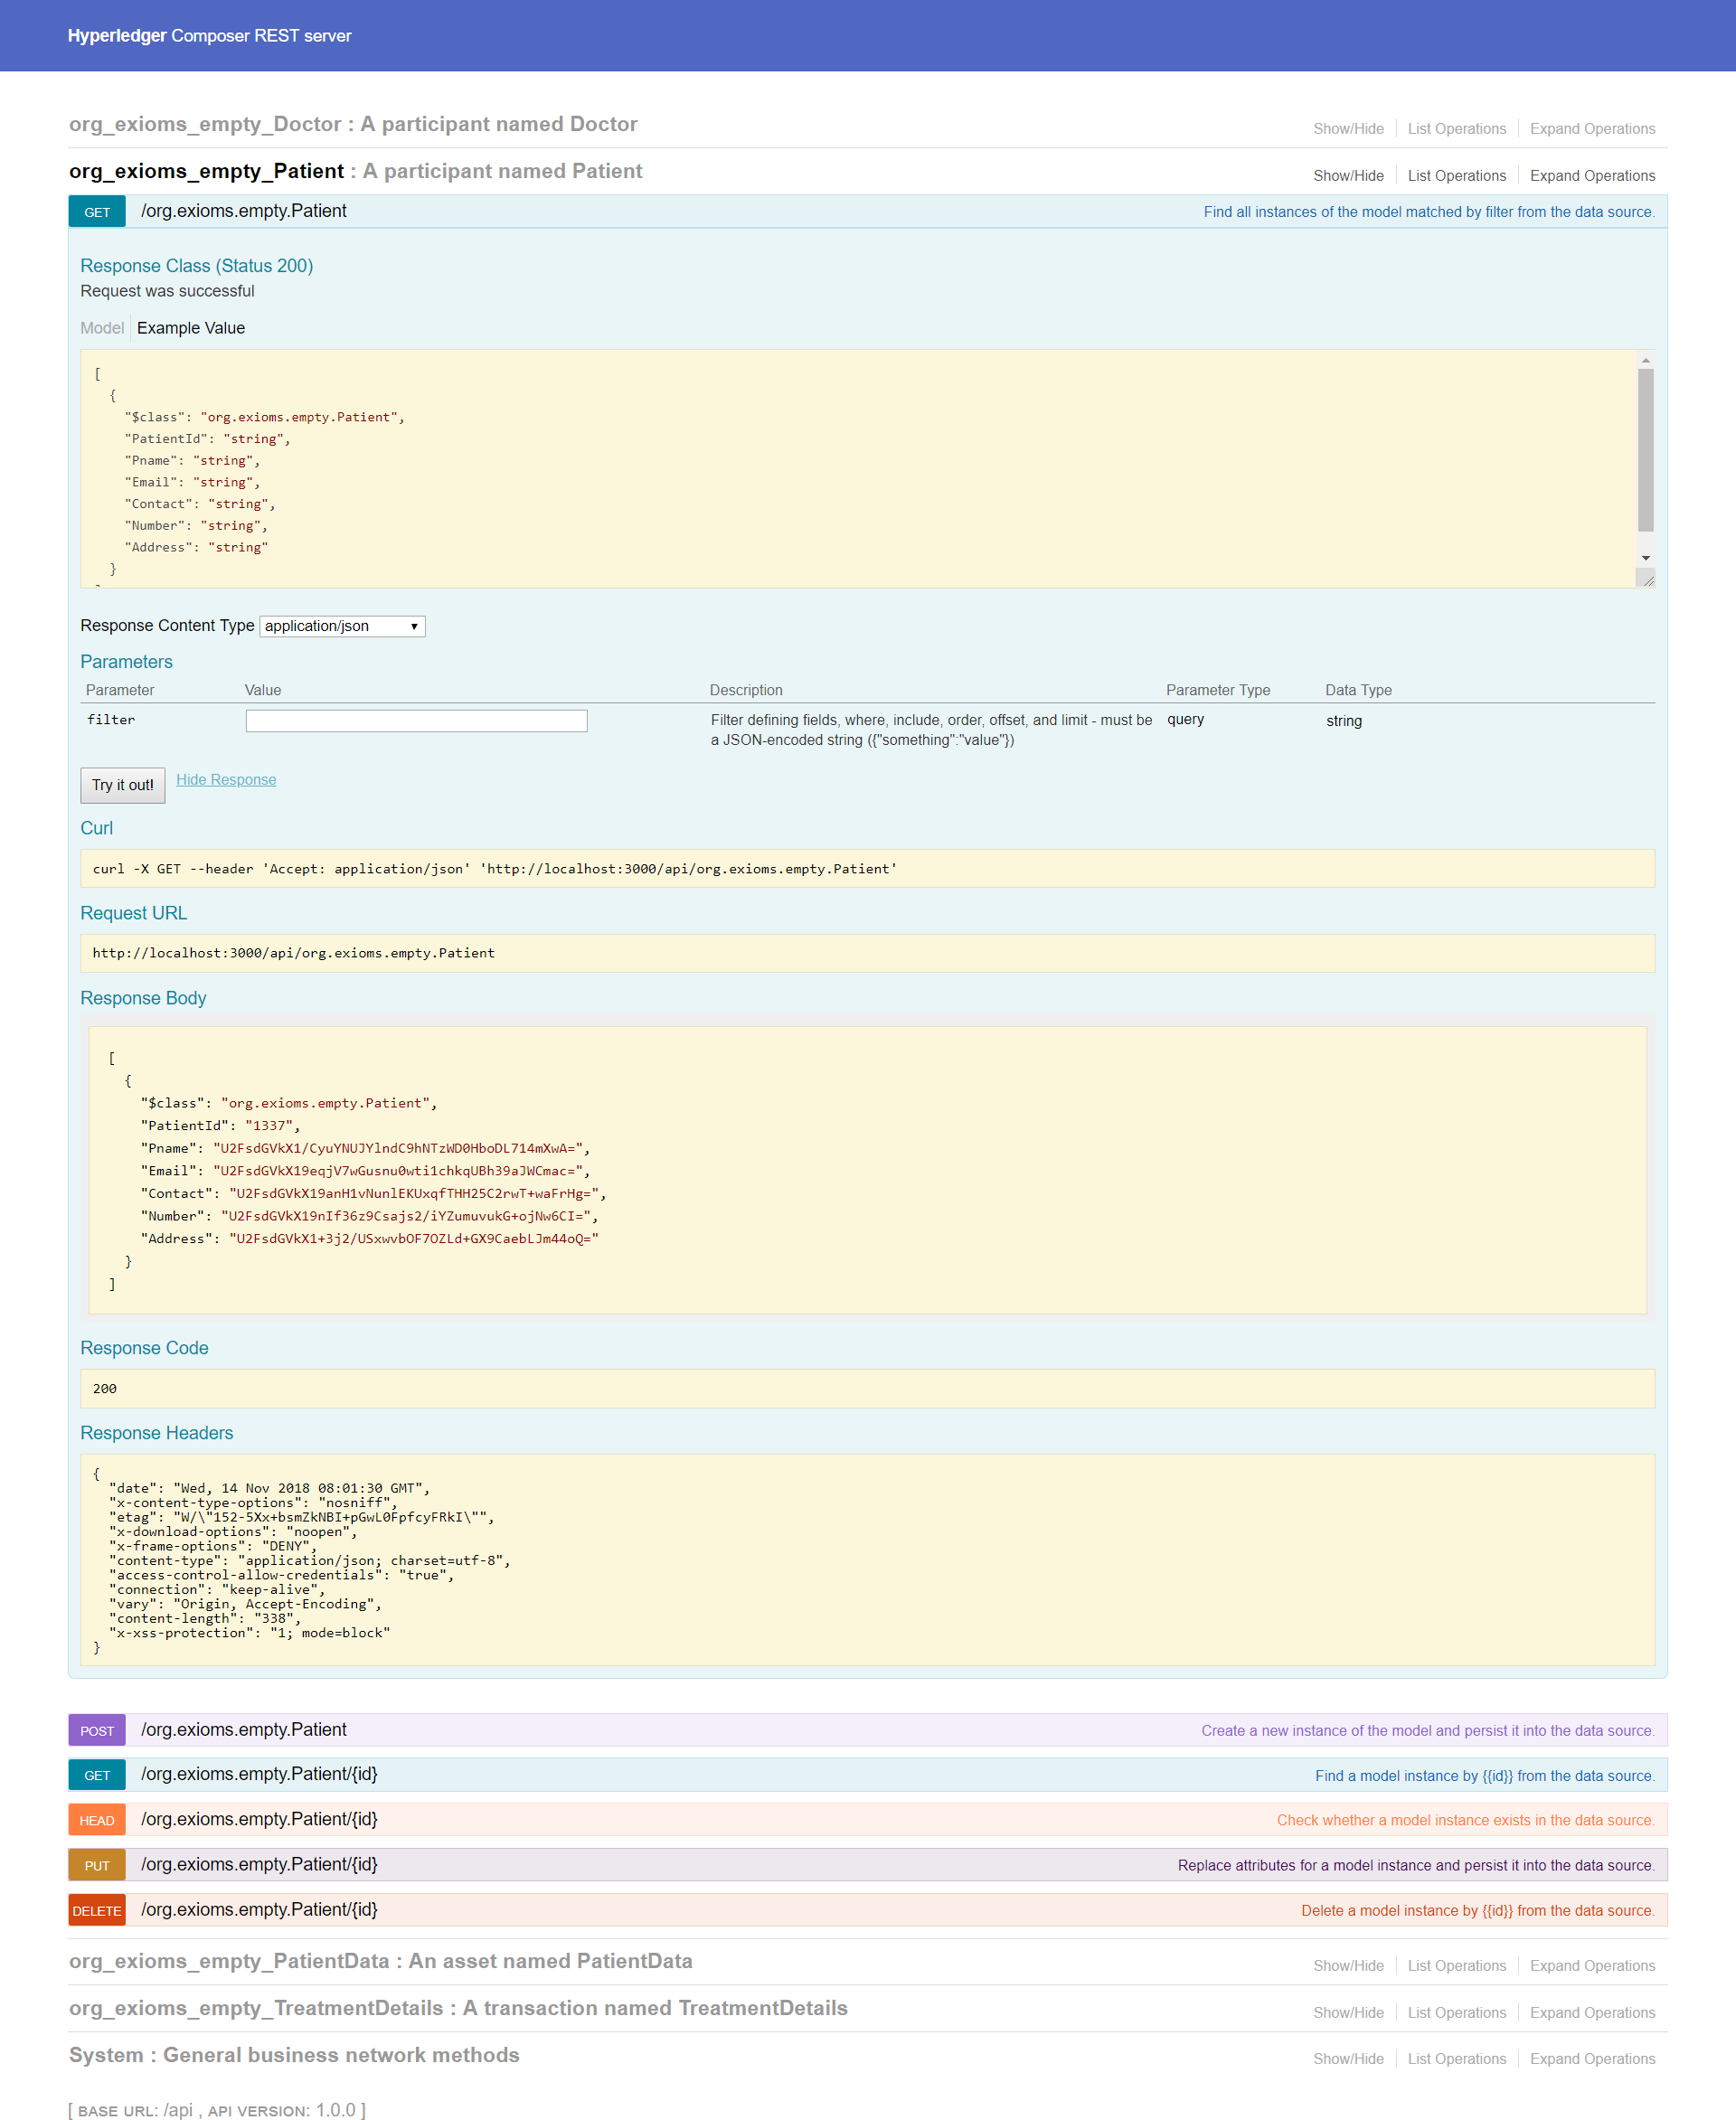 Hyperledger Composer REST server
org_exioms_empty_Doctor : A participant named Doctor
Show/Hide List Operations Expand Operations
org_exioms_empty_Patient : A participant named Patient
Show/Hide List Operations Expand Operations
GET /org.exioms.empty.Patient Find all instances of the model matched by filter from the data source.
Response Class (Status 200)
Request was successful
Model Example Value
[
{
"$class": "org.exioms.empty.Patient",
"PatientId": "string",
"Pname": "string",
"Email": "string",
"Contact": "string",
"Number": "string",
"Address": "string"
}
Response Content Type application/json
Parameters
Parameter Value Description Parameter Type Data Type
filter Filter defining fields, where, include, order, offset, and limit - must be query string
a JSON-encoded string ({"something":"value"})
Try it out! Hide Response
Curl
curl -X GET --header 'Accept: application/json' 'http://localhost:3000/api/org.exioms.empty.Patient'
Request URL
http://localhost:3000/api/org.exioms.empty.Patient
Response Body
[
{
"$class": "org.exioms.empty.Patient",
"PatientId": "1337",
"Pname": "U2FsdGVkX1/CyuYNUJYlndC9hNTzWD0HboDL714mXwA=",
"Email": "U2FsdGVkX19eqjV7wGusnu0wti1chkqUBh39aJWCmac=",
"Contact": "U2FsdGVkX19anH1vNunlEKUxqfTHH25C2rwT+waFrHg=",
"Number": "U2FsdGVkX19nIf36z9Csajs2/iYZumuvukG+ojNw6CI=",
"Address": "U2FsdGVkX1+3j2/USxwvbOF7OZLd+GX9CaebLJm44oQ="
}
]
Response Code
200
Response Headers
{
"date": "Wed, 14 Nov 2018 08:01:30 GMT",
"x-content-type-options": "nosniff",
"etag": "W/\"152-5Xx+bsmZkNBI+pGwL0FpfcyFRkI\"",
"x-download-options": "noopen",
"x-frame-options": "DENY",
"content-type": "application/json; charset=utf-8",
"access-control-allow-credentials": "true",
"connection": "keep-alive",
"vary": "Origin, Accept-Encoding",
"content-length": "338",
"x-xss-protection": "1; mode=block"
}
POST /org.exioms.empty.Patient Create a new instance of the model and persist it into the data source.
GET /org.exioms.empty.Patient/{id} Find a model instance by {{id}} from the data source.
HEAD /org.exioms.empty.Patient/{id} Check whether a model instance exists in the data source.
PUT /org.exioms.empty.Patient/{id} Replace attributes for a model instance and persist it into the data source.
DELETE /org.exioms.empty.Patient/{id} Delete a model instance by {{id}} from the data source.
org_exioms_empty_PatientData : An asset named PatientData
Show/Hide List Operations Expand Operations
org_exioms_empty_TreatmentDetails : A transaction named TreatmentDetails
Show/Hide List Operations Expand Operations
System : General business network methods
Show/Hide List Operations Expand Operations
[ BASE URL: /api , API VERSION: 1.0.0 ]